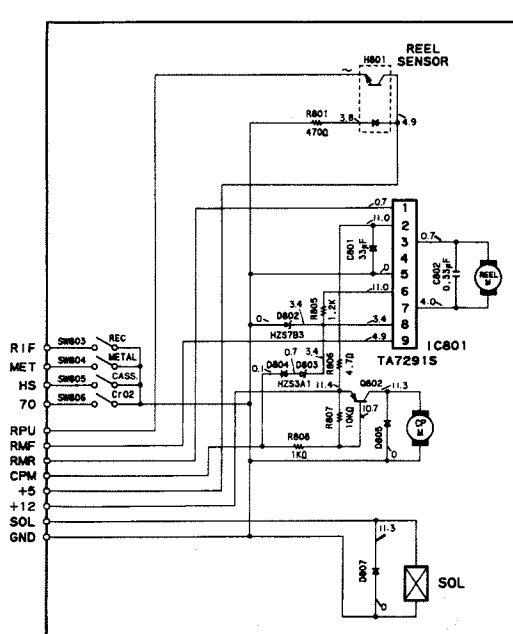 REEL
SENSOR
H801
~
R801
470Ω
3.8
4.9
0.7
11.0
0
11.0
3.4
4.9
1
2
3
4
5
6
7
8
9
C801
33μF
0.7
4.0
C802
0.33μF
REEL
M
IC801
TA7291S
R805
1.2K
0
3.4
D802
HZS7B3
0.7
3.4
0.1
D804
D803
HZS3A1
R806
4.7Ω
11.4
Q802
11.3
10.7
R807
10KΩ
R808
1KΩ
D805
0
CP
M
RIF
SW803
REC
MET
SW804
METAL
HS
SW805
CASS.
70
SW806
CrO2
RPU
RMF
RMR
CPM
+5
+12
SOL
GND
11.3
D807
0
SOL